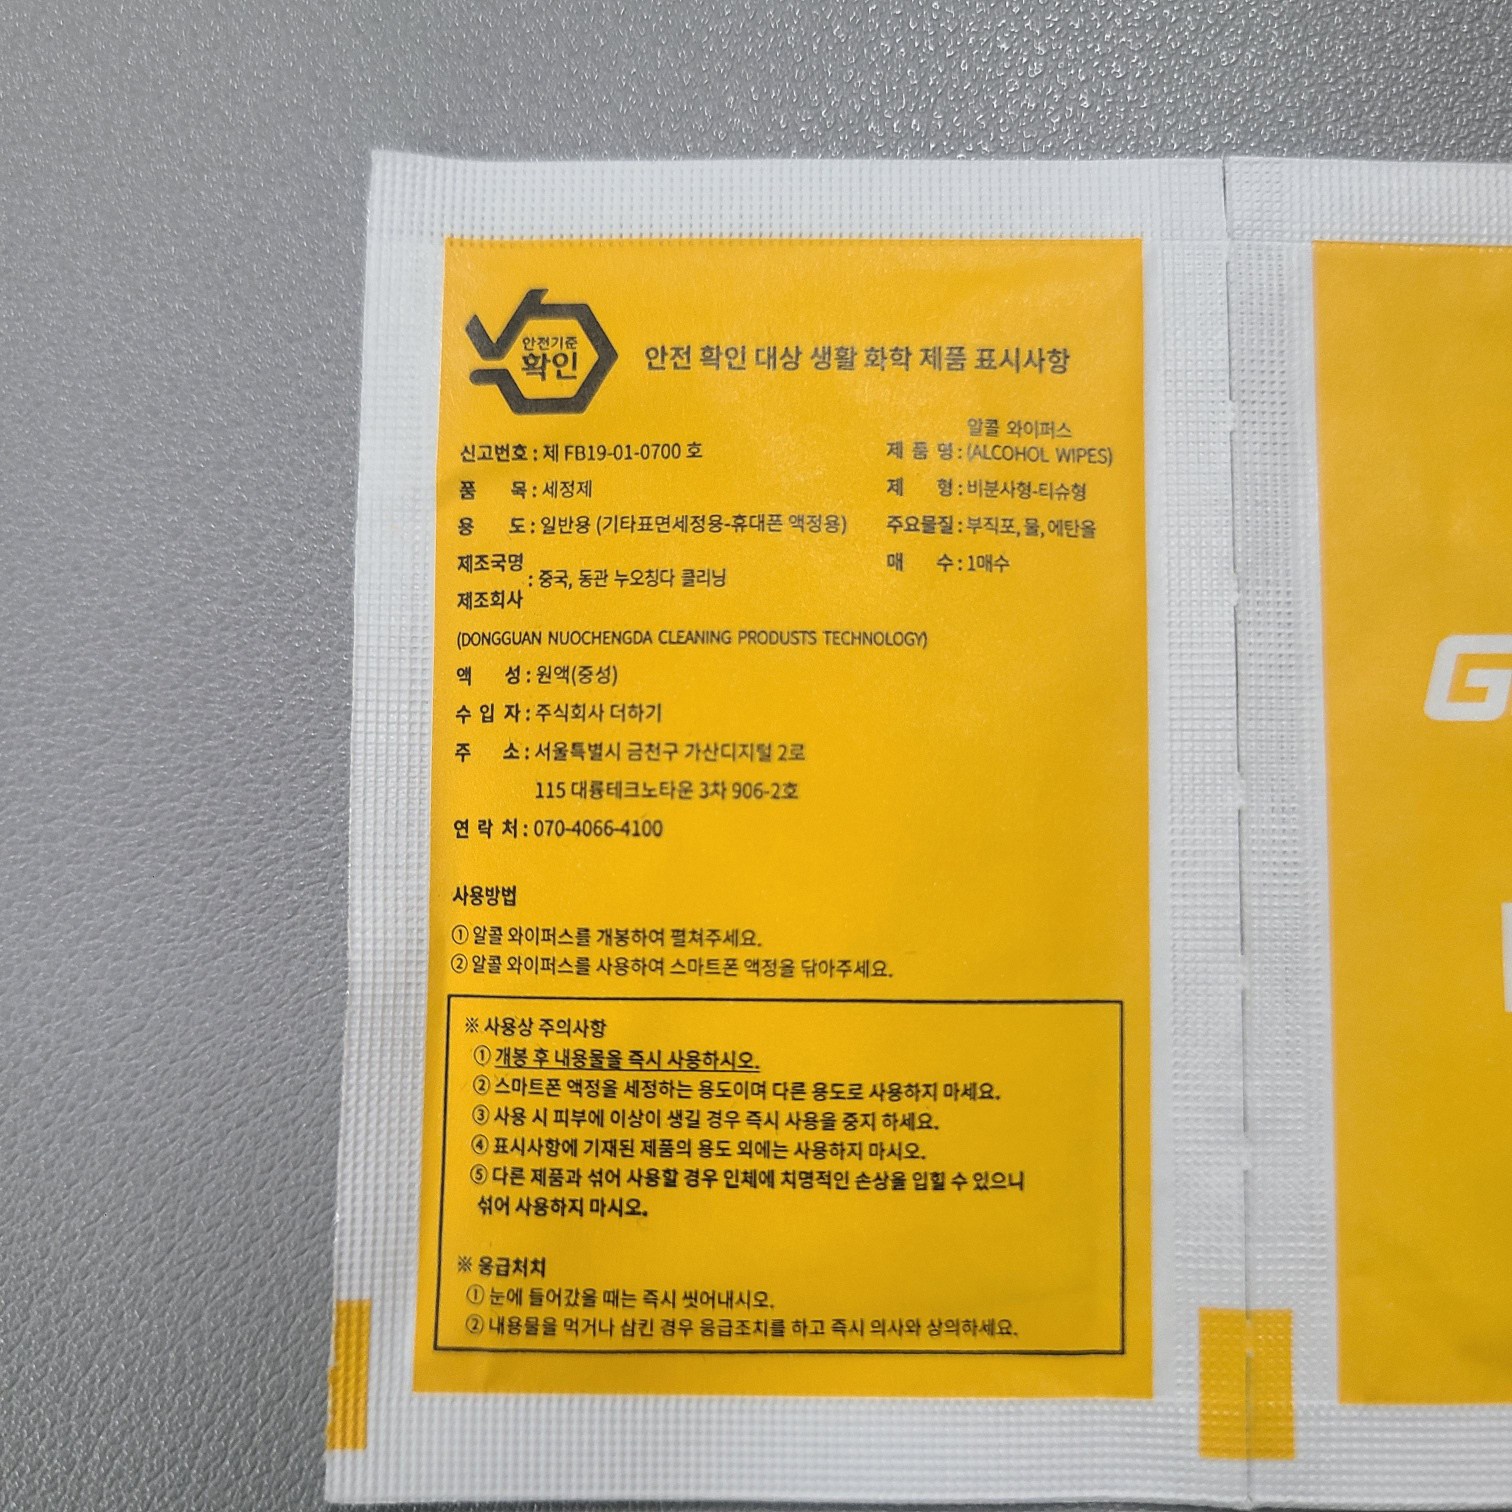 안전기준
확인
안전 확인 대상 생활 화학 제품 표시사항
신고번호 : 제 FB19-01-0700 호
품 목 : 세정제
용 도 : 일반용 (기타표면세정용-휴대폰 액정용)
제조국명
제조회사 : 중국, 동관 누오칭다 클리닝
(DONGGUAN NUOCHENGDA CLEANING PRODUSTS TECHNOLOGY)
액 성 : 원액(중성)
수 입 자 : 주식회사 더하기
주 소 : 서울특별시 금천구 가산디지털 2로
115 대륭테크노타운 3차 906-2호
연 락 처 : 070-4066-4100
알콜 와이퍼스
제 품 명 : (ALCOHOL WIPES)
제 형 : 비분사형-티슈형
주요물질 : 부직포, 물, 에탄올
매 수 : 1매수
사용방법
① 알콜 와이퍼스를 개봉하여 펼쳐주세요.
② 알콜 와이퍼스를 사용하여 스마트폰 액정을 닦아주세요.
※ 사용상 주의사항
① 개봉 후 내용물을 즉시 사용하시오.
② 스마트폰 액정을 세정하는 용도이며 다른 용도로 사용하지 마세요.
③ 사용 시 피부에 이상이 생길 경우 즉시 사용을 중지 하세요.
④ 표시사항에 기재된 제품의 용도 외에는 사용하지 마시오.
⑤ 다른 제품과 섞어 사용할 경우 인체에 치명적인 손상을 입힐 수 있으니
섞어 사용하지 마시오.
※ 응급처치
① 눈에 들어갔을 때는 즉시 씻어내시오.
② 내용물을 먹거나 삼킨 경우 응급조치를 하고 즉시 의사와 상의하세요.
G